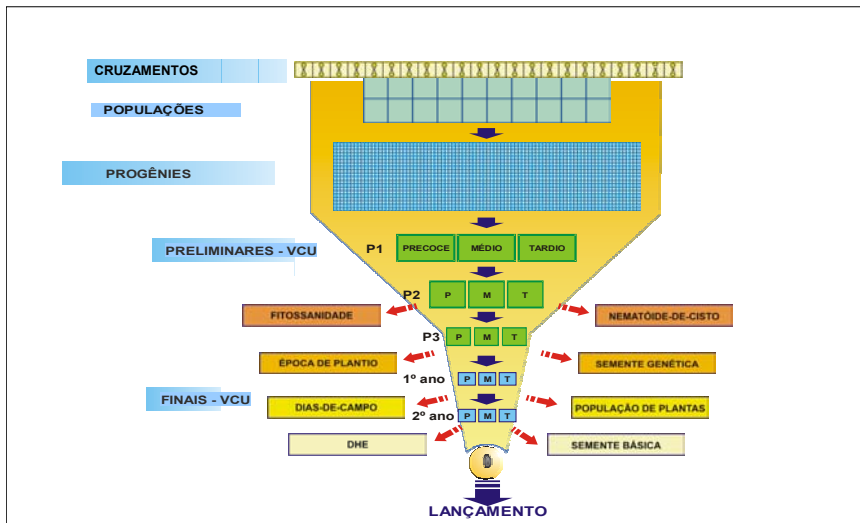 CRUZAMENTOS
POPULAÇÕES
PROGÊNIES
PRELIMINARES - VCU
P1
PRECOCE
MÉDIO
TARDIO
P2
P
M
T
FITOSSANIDADE
NEMATÓIDE-DE-CISTO
P3
P
M
T
ÉPOCA DE PLANTIO
SEMENTE GENÉTICA
1º ano
P
M
T
FINAIS - VCU
DIAS-DE-CAMPO
POPULAÇÃO DE PLANTAS
2º ano
P
M
T
DHE
SEMENTE BÁSICA
LANÇAMENTO